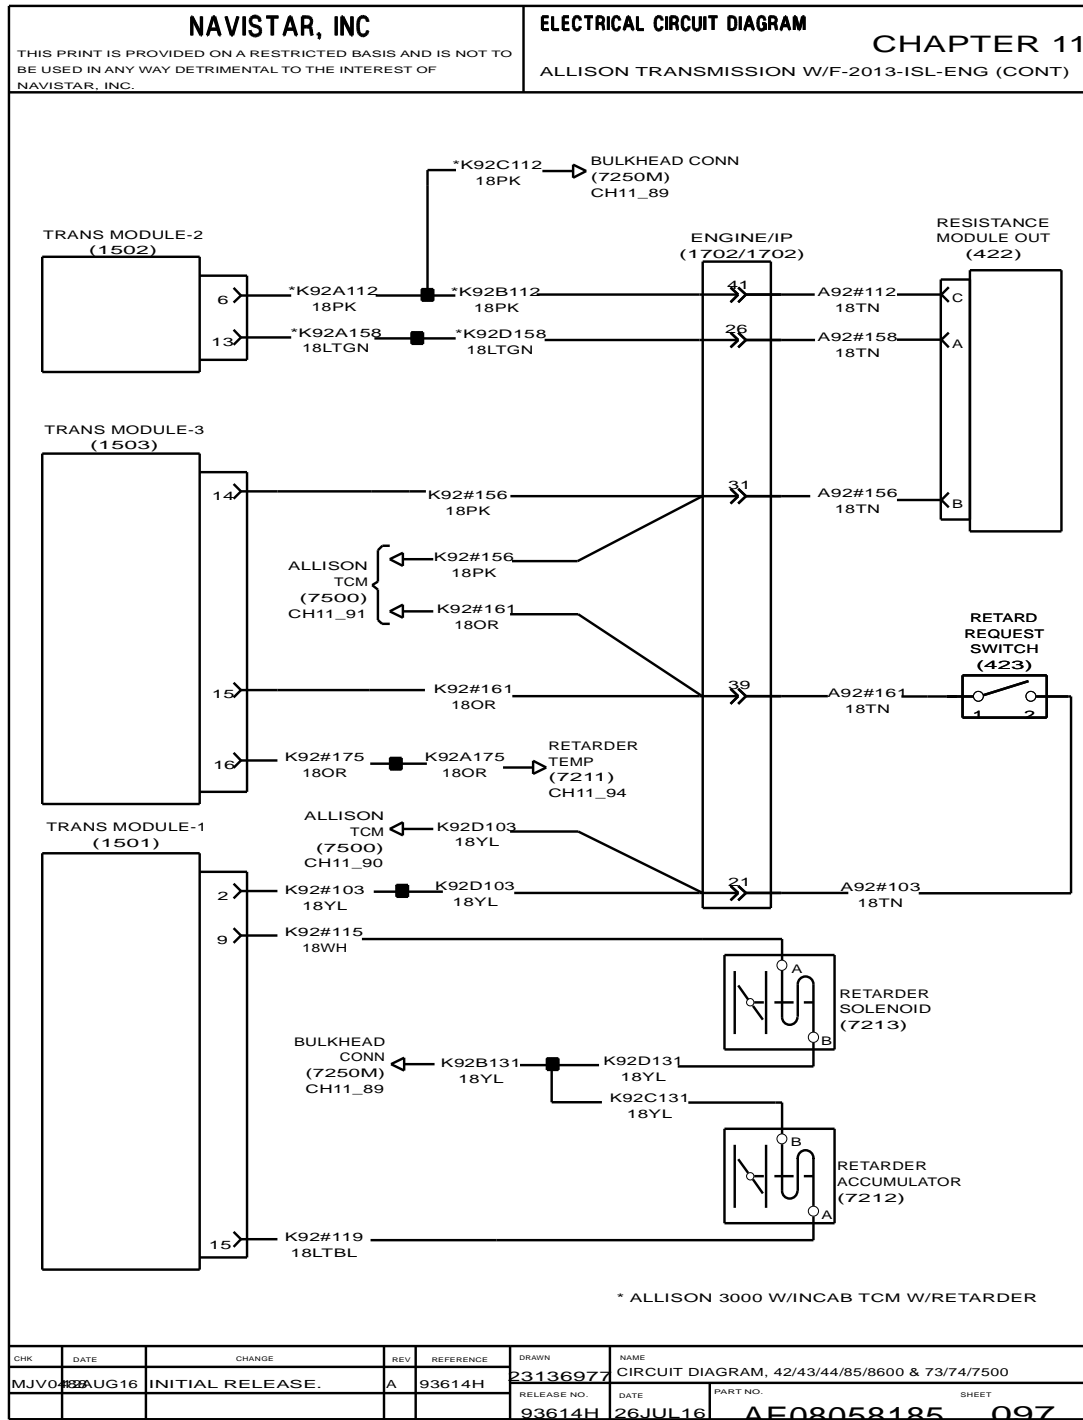 NAVISTAR, INC
THIS PRINT IS PROVIDED ON A RESTRICTED BASIS AND IS NOT TO
BE USED IN ANY WAY DETRIMENTAL TO THE INTEREST OF
NAVISTAR, INC.
ELECTRICAL CIRCUIT DIAGRAM
CHAPTER 11
ALLISON TRANSMISSION W/F-2013-ISL-ENG (CONT)
*K92C112
18PK
BULKHEAD CONN
(7250M)
CH11_89
TRANS MODULE-2
(1502)
6
*K92A112
18PK
*K92B112
18PK
13
*K92A158
18LTGN
*K92D158
18LTGN
ENGINE/IP
(1702/1702)
41
26
A92#112
18TN
A92#158
18TN
RESISTANCE
MODULE OUT
(422)
C
A
B
TRANS MODULE-3
(1503)
14
K92#156
18PK
31
A92#156
18TN
ALLISON
TCM
(7500)
CH11_91
K92#156
18PK
K92#161
18OR
15
K92#161
18OR
39
A92#161
18TN
RETARD
REQUEST
SWITCH
(423)
1 2
16
K92#175
18OR
K92A175
18OR
RETARDER
TEMP
(7211)
CH11_94
TRANS MODULE-1
(1501)
ALLISON
TCM
(7500)
CH11_90
K92D103
18YL
2
K92#103
18YL
K92D103
18YL
21
A92#103
18TN
9
K92#115
18WH
A
B
RETARDER
SOLENOID
(7213)
BULKHEAD
CONN
(7250M)
CH11_89
K92B131
18YL
K92D131
18YL
K92C131
18YL
B
A
RETARDER
ACCUMULATOR
(7212)
15
K92#119
18LTBL
* ALLISON 3000 W/INCAB TCM W/RETARDER
CHK DATE CHANGE REV REFERENCE
AUG16 INITIAL RELEASE. A 93614H
DRAWN
23136977
NAME
CIRCUIT DIAGRAM, 42/43/44/85/8600 & 73/74/7500
RELEASE NO.
93614H
DATE
26JUL16
PART NO.
AE08058185
SHEET
097